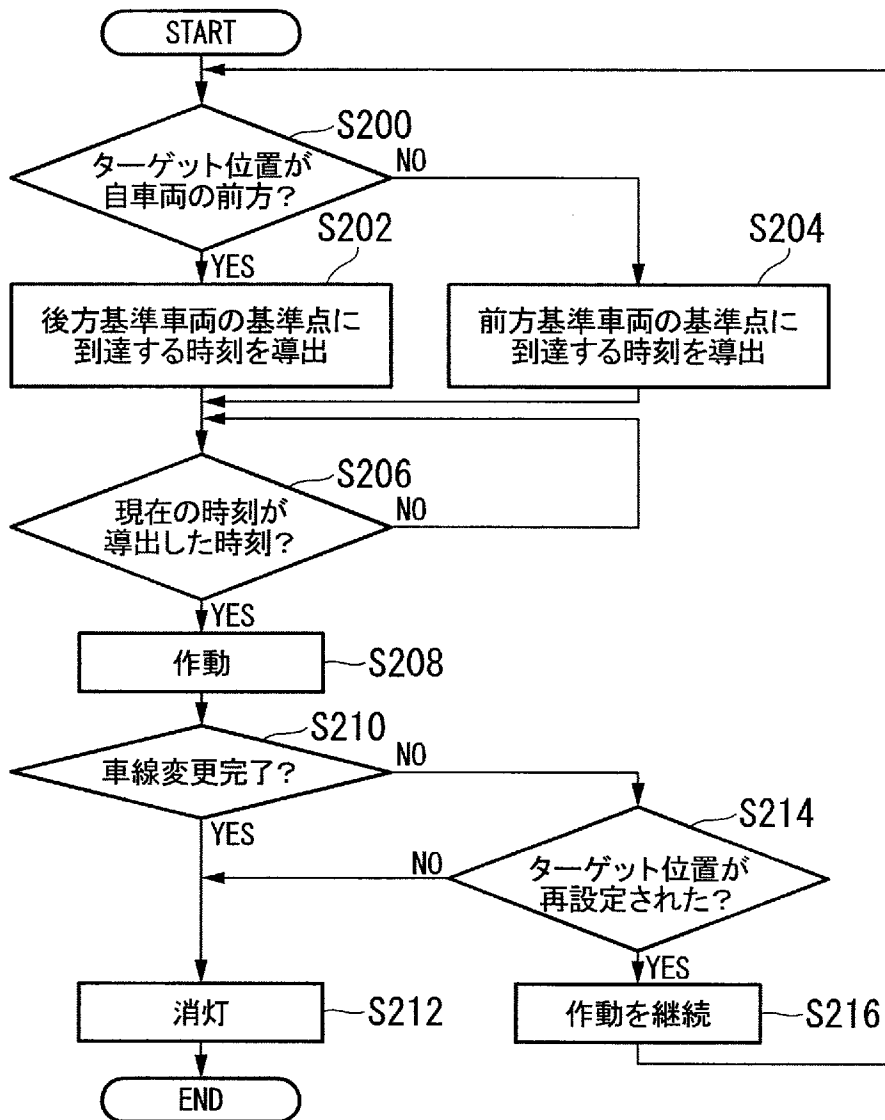 START
S200
ターゲット位置が
自車両の前方?
NO
YES
S202
後方基準車両の基準点に
到達する時刻を導出
S204
前方基準車両の基準点に
到達する時刻を導出
S206
現在の時刻が
導出した時刻?
NO
YES
作動
S208
S210
車線変更完了?
NO
YES
S214
ターゲット位置が
再設定された?
NO
YES
消灯
S212
作動を継続
S216
END